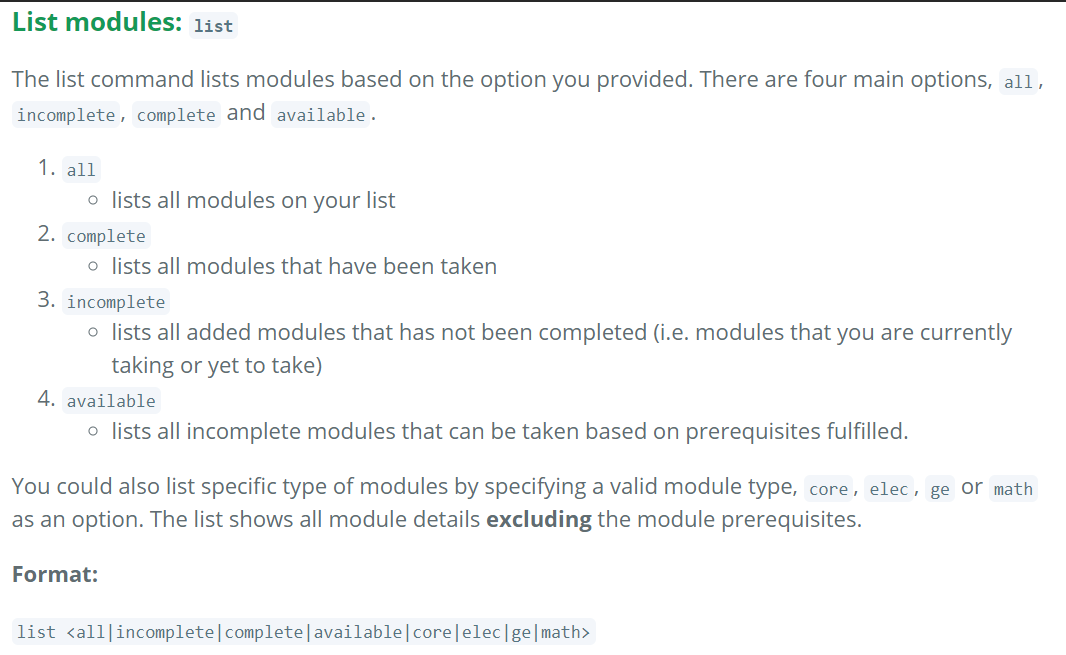 List modules: list
The list command lists modules based on the option you provided. There are four main options, all,
incomplete, complete and available.
1. all
○ lists all modules on your list
2. complete
○ lists all modules that have been taken
3. incomplete
○ lists all added modules that has not been completed (i.e. modules that you are currently
taking or yet to take)
4. available
○ lists all incomplete modules that can be taken based on prerequisites fulfilled.
You could also list specific type of modules by specifying a valid module type, core, elec, ge or math
as an option. The list shows all module details excluding the module prerequisites.
Format:
list <all|incomplete|complete|available|core|elec|ge|math>